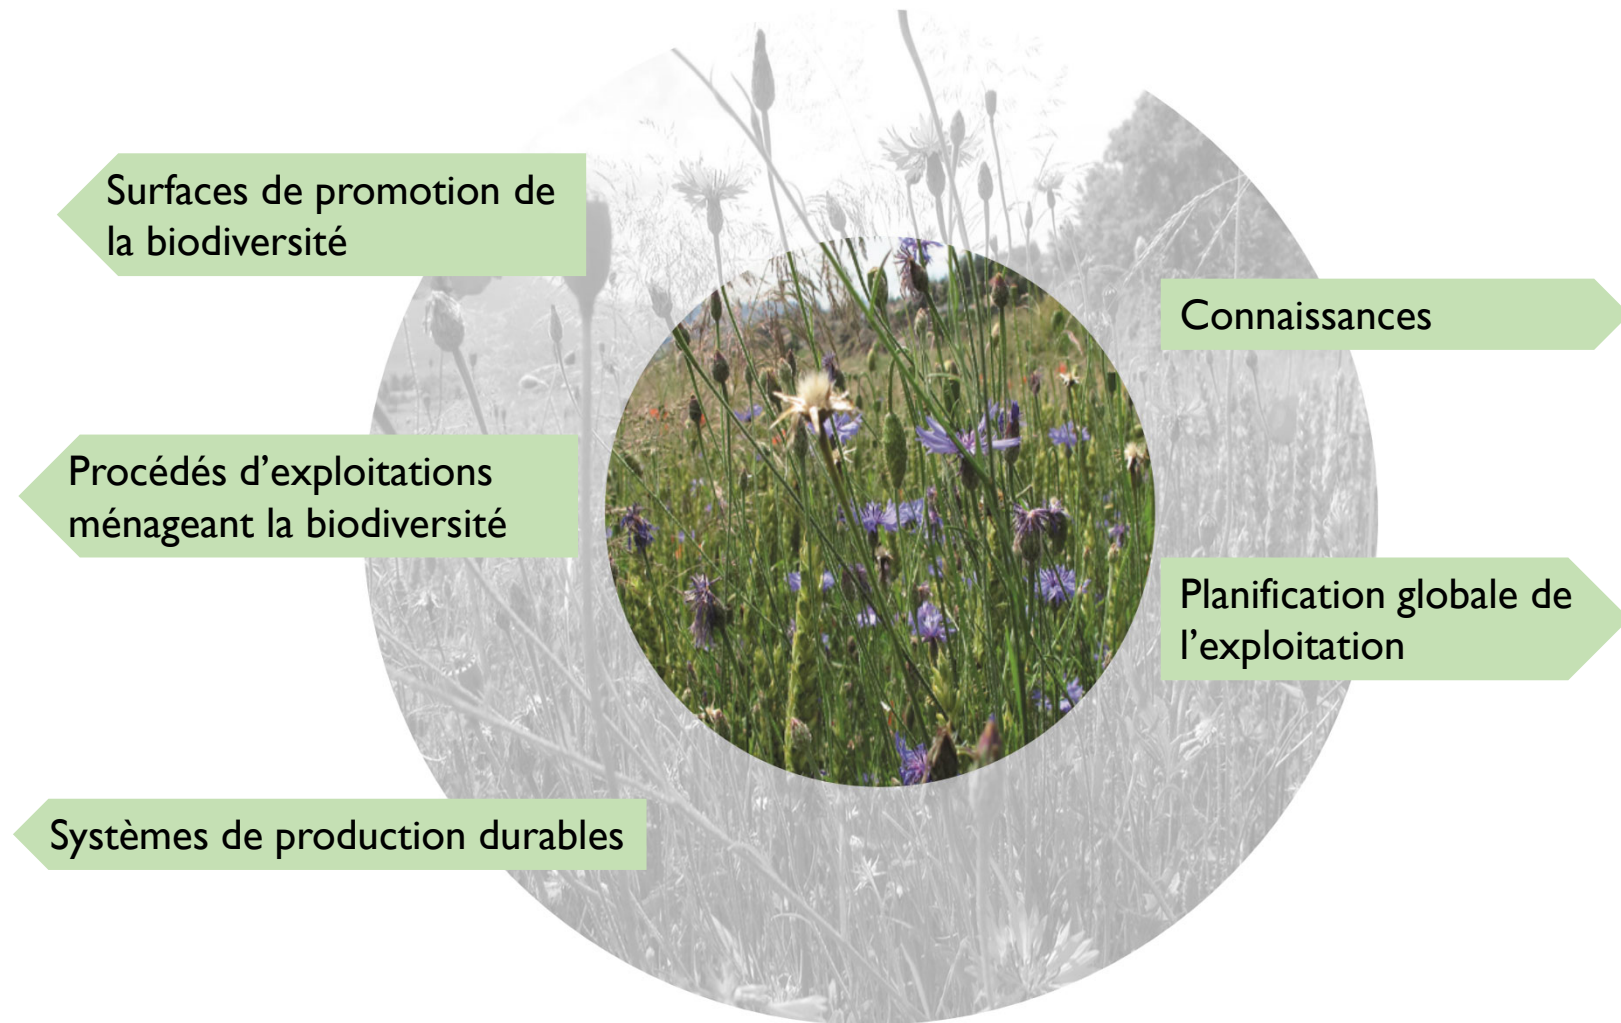 Surfaces de promotion de
la biodiversité
Procédés d’exploitations
ménageant la biodiversité
Systèmes de production durables
Connaissances
Planification globale de
l’exploitation